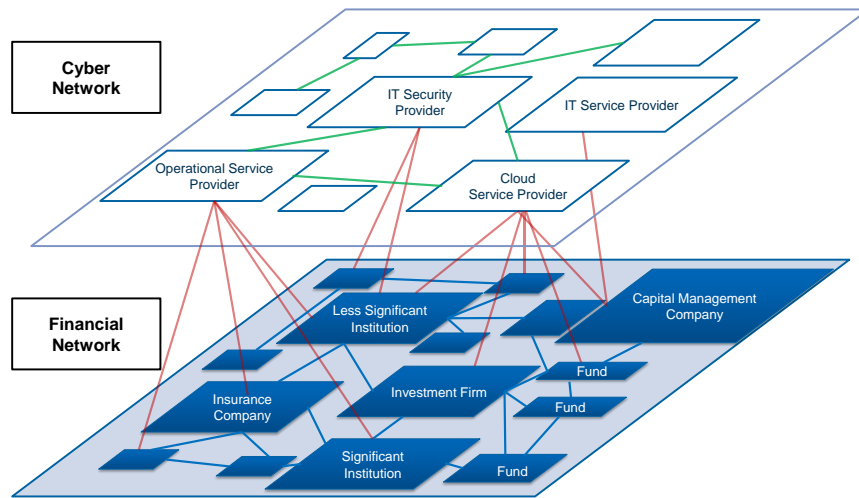 Cyber
Network
IT Security
Provider
IT Service Provider
Operational Service
Provider
Cloud
Service Provider
Financial
Network
Less Significant
Institution
Capital Management
Company
Insurance
Company
Investment Firm
Fund
Fund
Significant
Institution
Fund